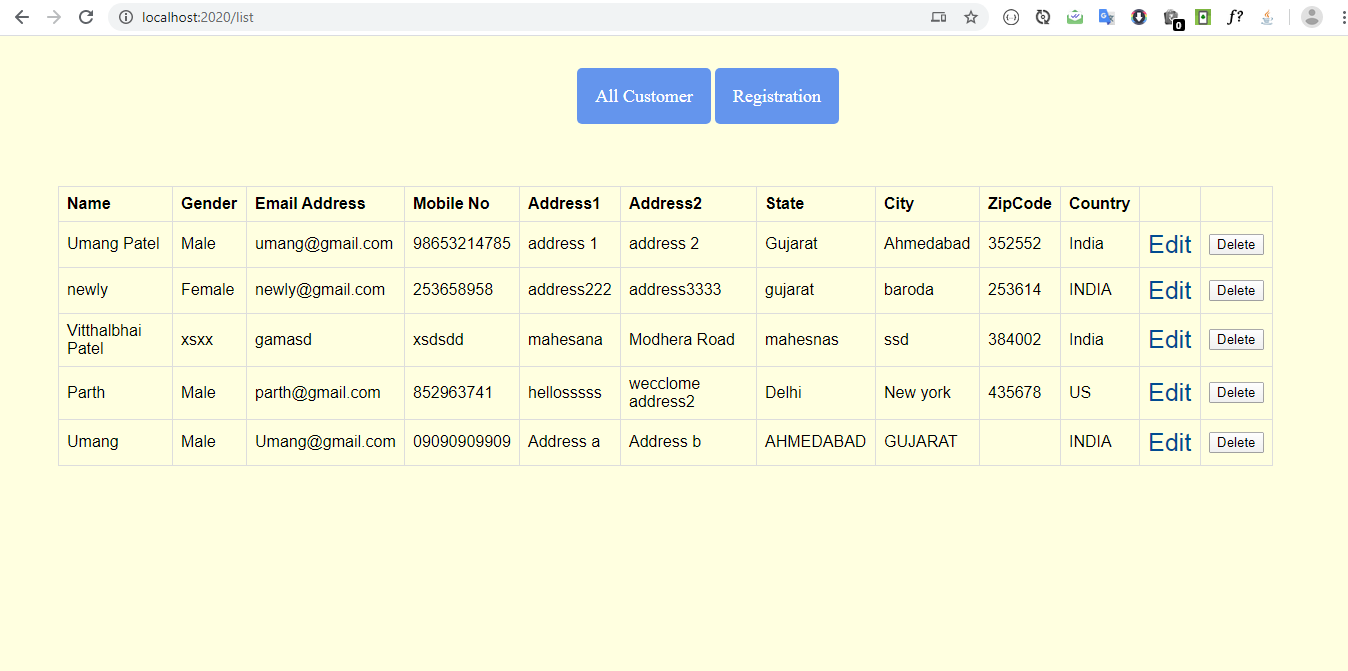 localhost:2020/list
0
f?
All Customer Registration
Name Gender Email Address Mobile No Address1 Address2 State City ZipCode Country
Umang Patel Male umang@gmail.com 98653214785 address 1 address 2 Gujarat Ahmedabad 352552 India Edit Delete
newly Female newly@gmail.com 253658958 address222 address3333 gujarat baroda 253614 INDIA Edit Delete
Vitthalbhai
Patel xsxx gamasd xsdsdd mahesana Modhera Road mahesnas ssd 384002 India Edit Delete
Parth Male parth@gmail.com 852963741 hellosssss wecclome
address2 Delhi New york 435678 US Edit Delete
Umang Male Umang@gmail.com 09090909909 Address a Address b AHMEDABAD GUJARAT INDIA Edit Delete